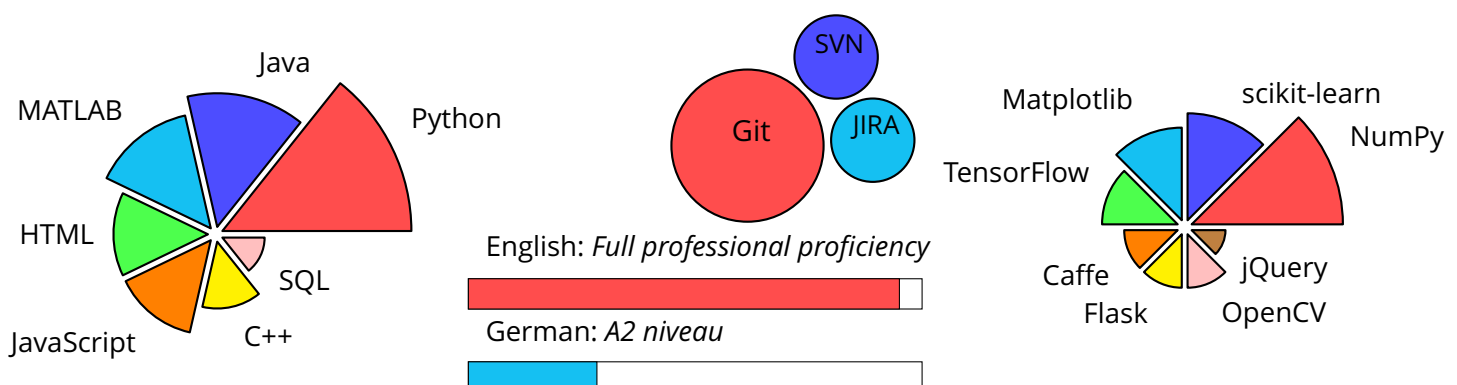 Java
MATLAB
Python
HTML
SQL
JavaScript
C++
SVN
Git
JIRA
English: Full professional proficiency
German: A2 niveau
Matplotlib
scikit-learn
NumPy
TensorFlow
Caffe
jQuery
Flask
OpenCV